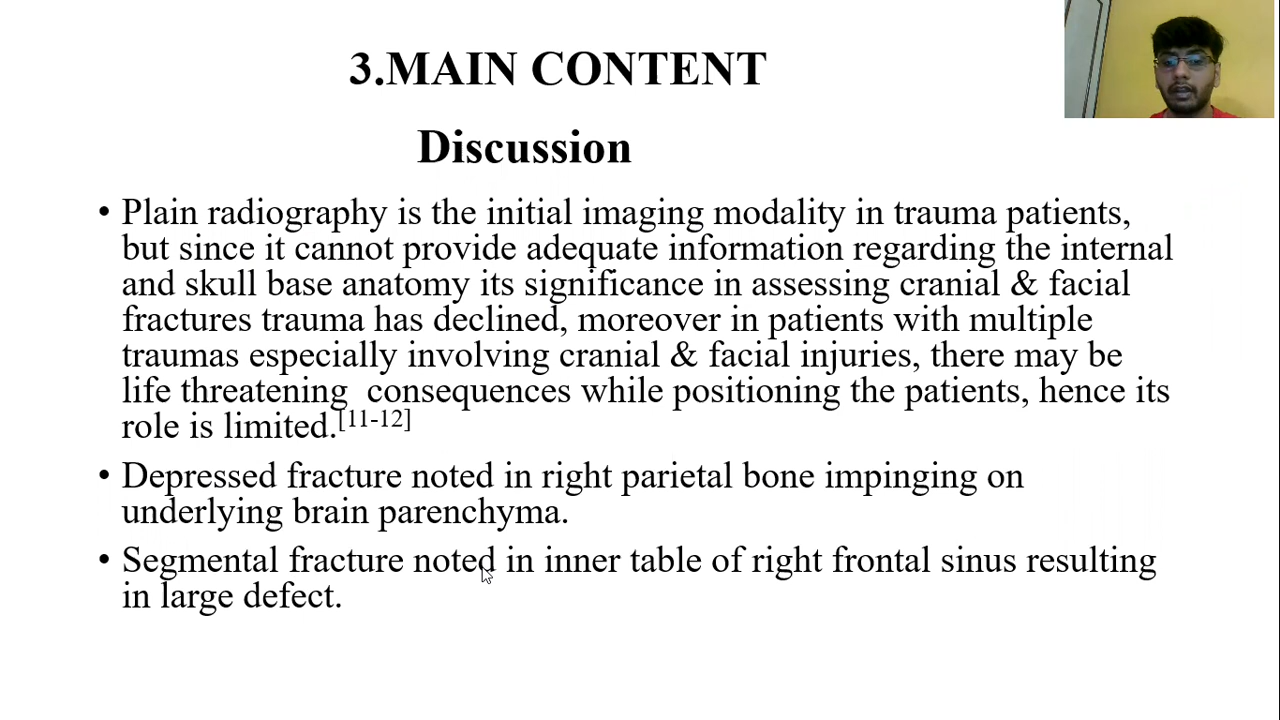 3.MAIN CONTENT
Discussion
• Plain radiography is the initial imaging modality in trauma patients,
but since it cannot provide adequate information regarding the internal
and skull base anatomy its significance in assessing cranial & facial
fractures trauma has declined, moreover in patients with multiple
traumas especially involving cranial & facial injuries, there may be
life threatening  consequences while positioning the patients, hence its
role is limited.[11-12]
• Depressed fracture noted in right parietal bone impinging on
underlying brain parenchyma.
• Segmental fracture noted in inner table of right frontal sinus resulting
in large defect.